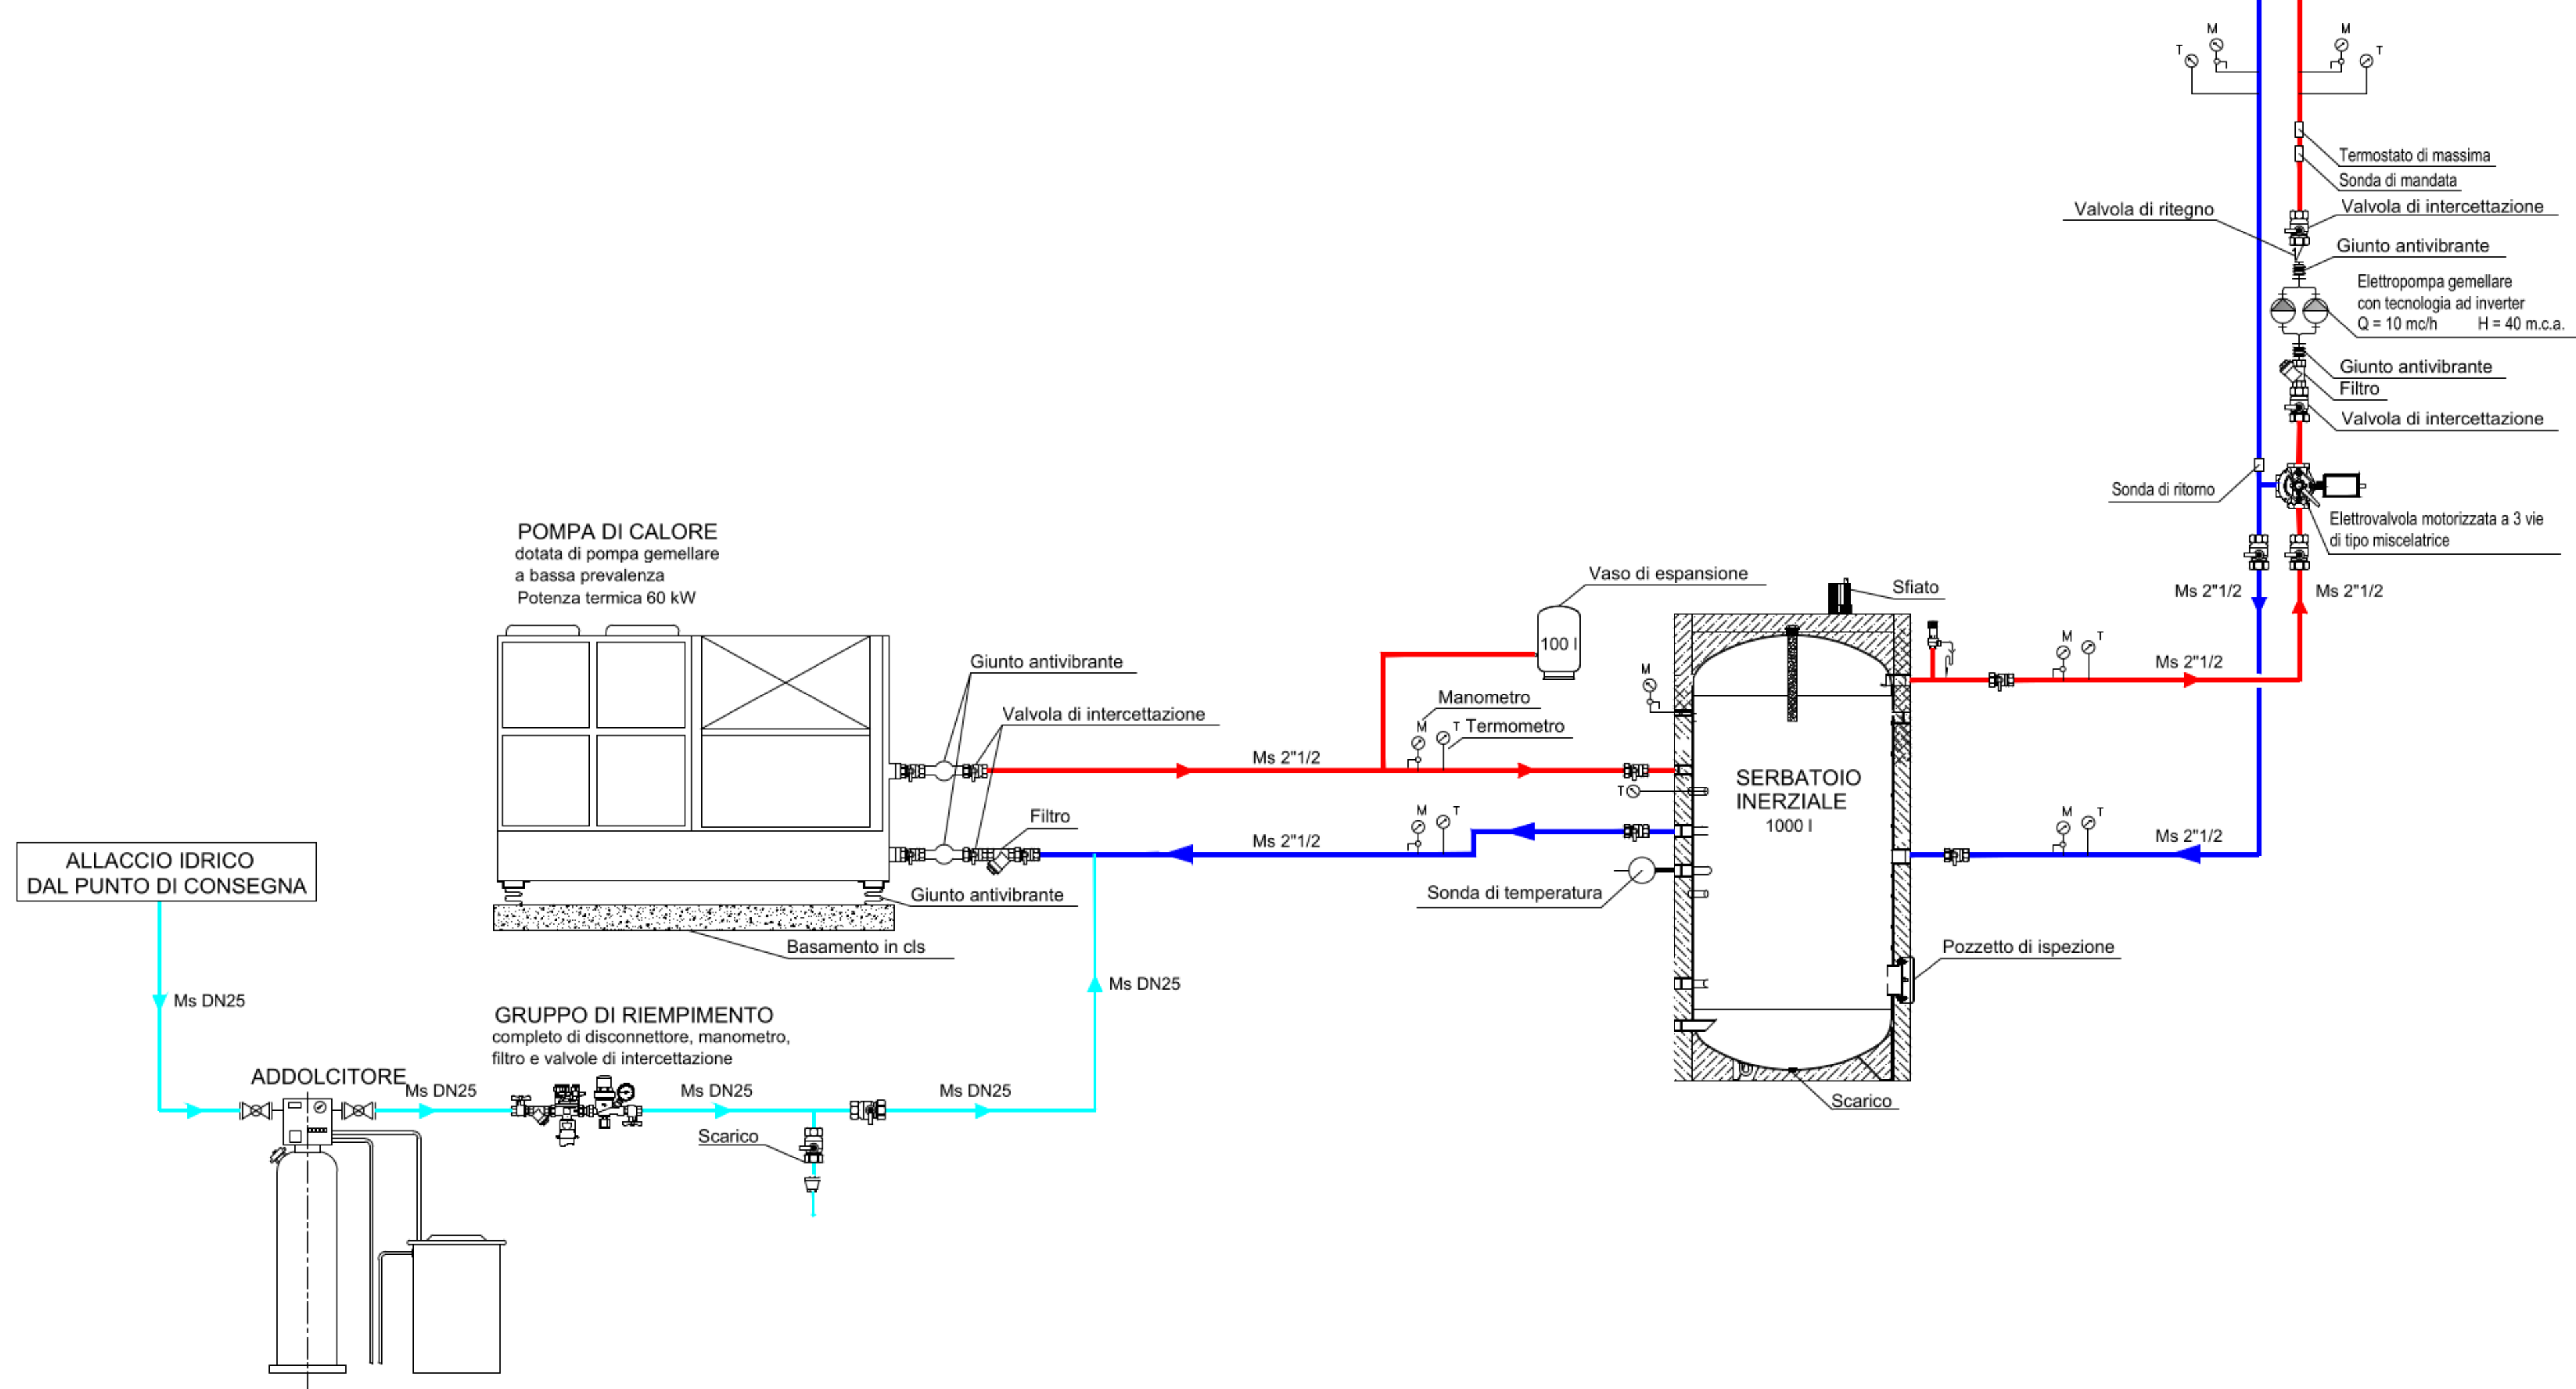 M
M
T
T
Termostato di massima
Sonda di mandata
Valvola di ritegno
Valvola di intercettazione
Giunto antivibrante
Elettropompa gemellare
con tecnologia ad inverter
Q = 10 mc/h H = 40 m.c.a.
Giunto antivibrante
Filtro
Valvola di intercettazione
Sonda di ritorno
Elettrovalvola motorizzata a 3 vie
di tipo miscelatrice
Ms 2"1/2
Ms 2"1/2
POMPA DI CALORE
dotata di pompa gemellare
a bassa prevalenza
Potenza termica 60 kW
Vaso di espansione
100 l
Sfiato
Giunto antivibrante
Valvola di intercettazione
Manometro
M
T
Termometro
M
Ms 2"1/2
M
T
Ms 2"1/2
SERBATOIO
INERZIALE
1000 l
T
Filtro
Ms 2"1/2
M
T
M
T
Ms 2"1/2
Sonda di temperatura
Giunto antivibrante
Basamento in cls
Pozzetto di ispezione
Scarico
ALLACCIO IDRICO
DAL PUNTO DI CONSEGNA
Ms DN25
Ms DN25
GRUPPO DI RIEMPIMENTO
completo di disconnettore, manometro,
filtro e valvole di intercettazione
ADDOLCITORE
Ms DN25
Ms DN25
Ms DN25
Scarico